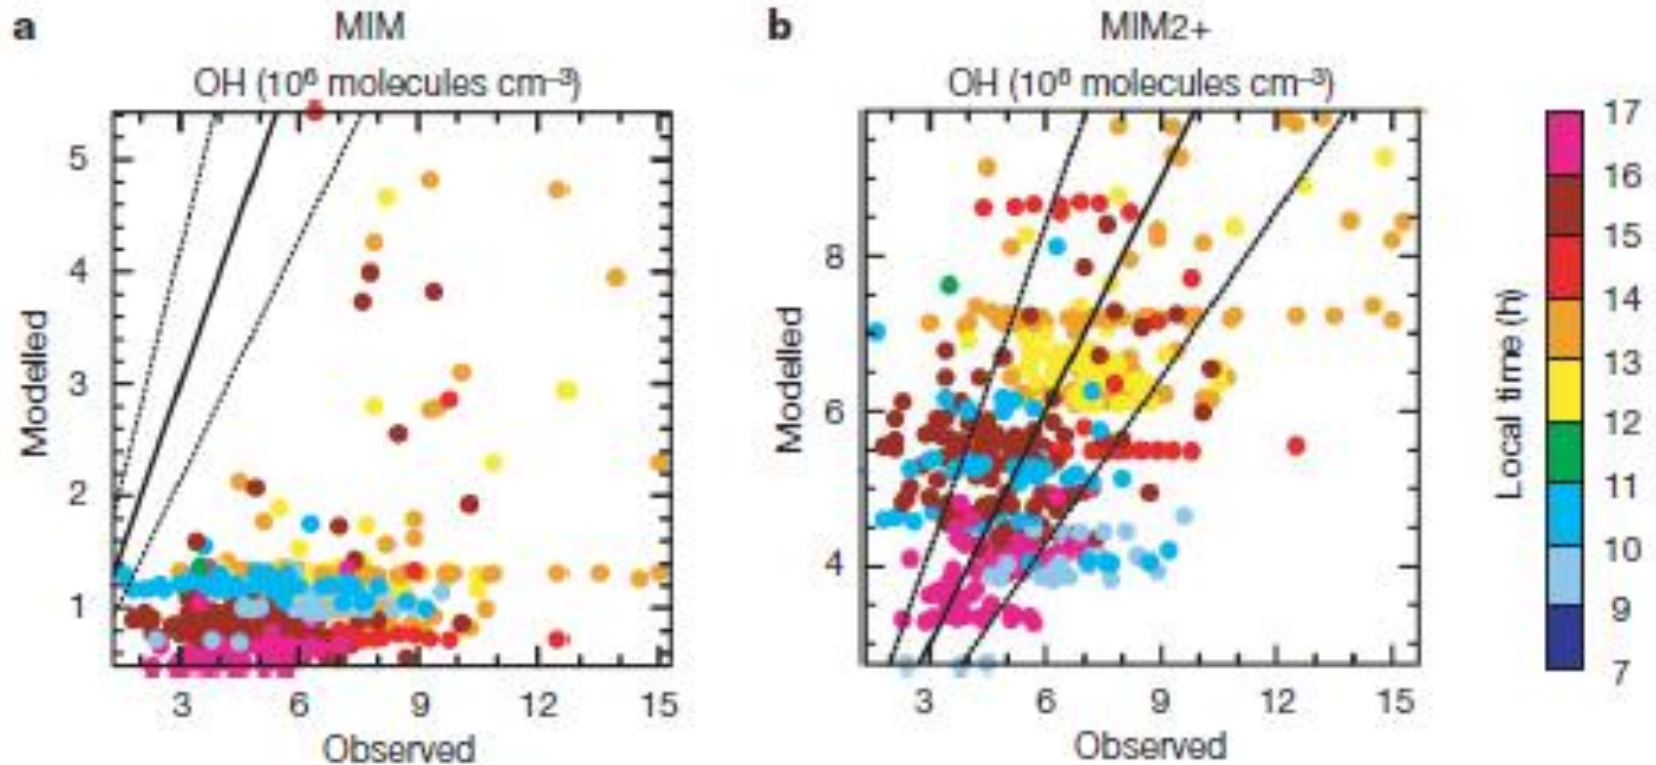 a
MIM
OH (10⁶ molecules cm⁻³)
5
4
3
2
1
Modelled
3 6 9 12 15
Observed
b
MIM2+
OH (10⁶ molecules cm⁻³)
8
6
4
Modelled
3 6 9 12 15
Observed
17
16
15
14
13
12
11
10
9
7
Local time (h)